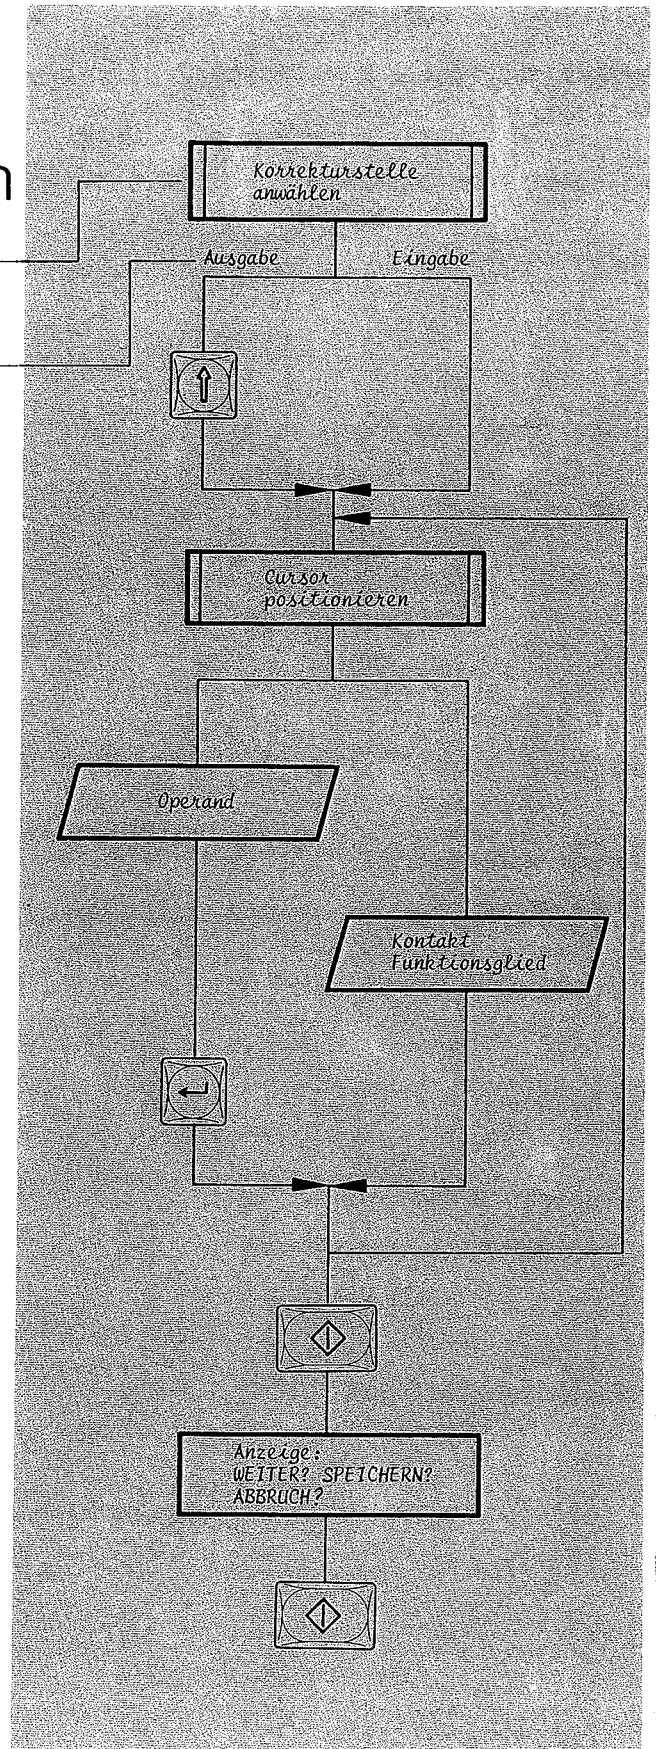 n
Korrekturstelle
anwählen
Ausgabe
Eingabe
Cursor
positionieren
Operand
Kontakt
Funktionsglied
Anzeige:
WEITER? SPEICHERN?
ABBRUCH?